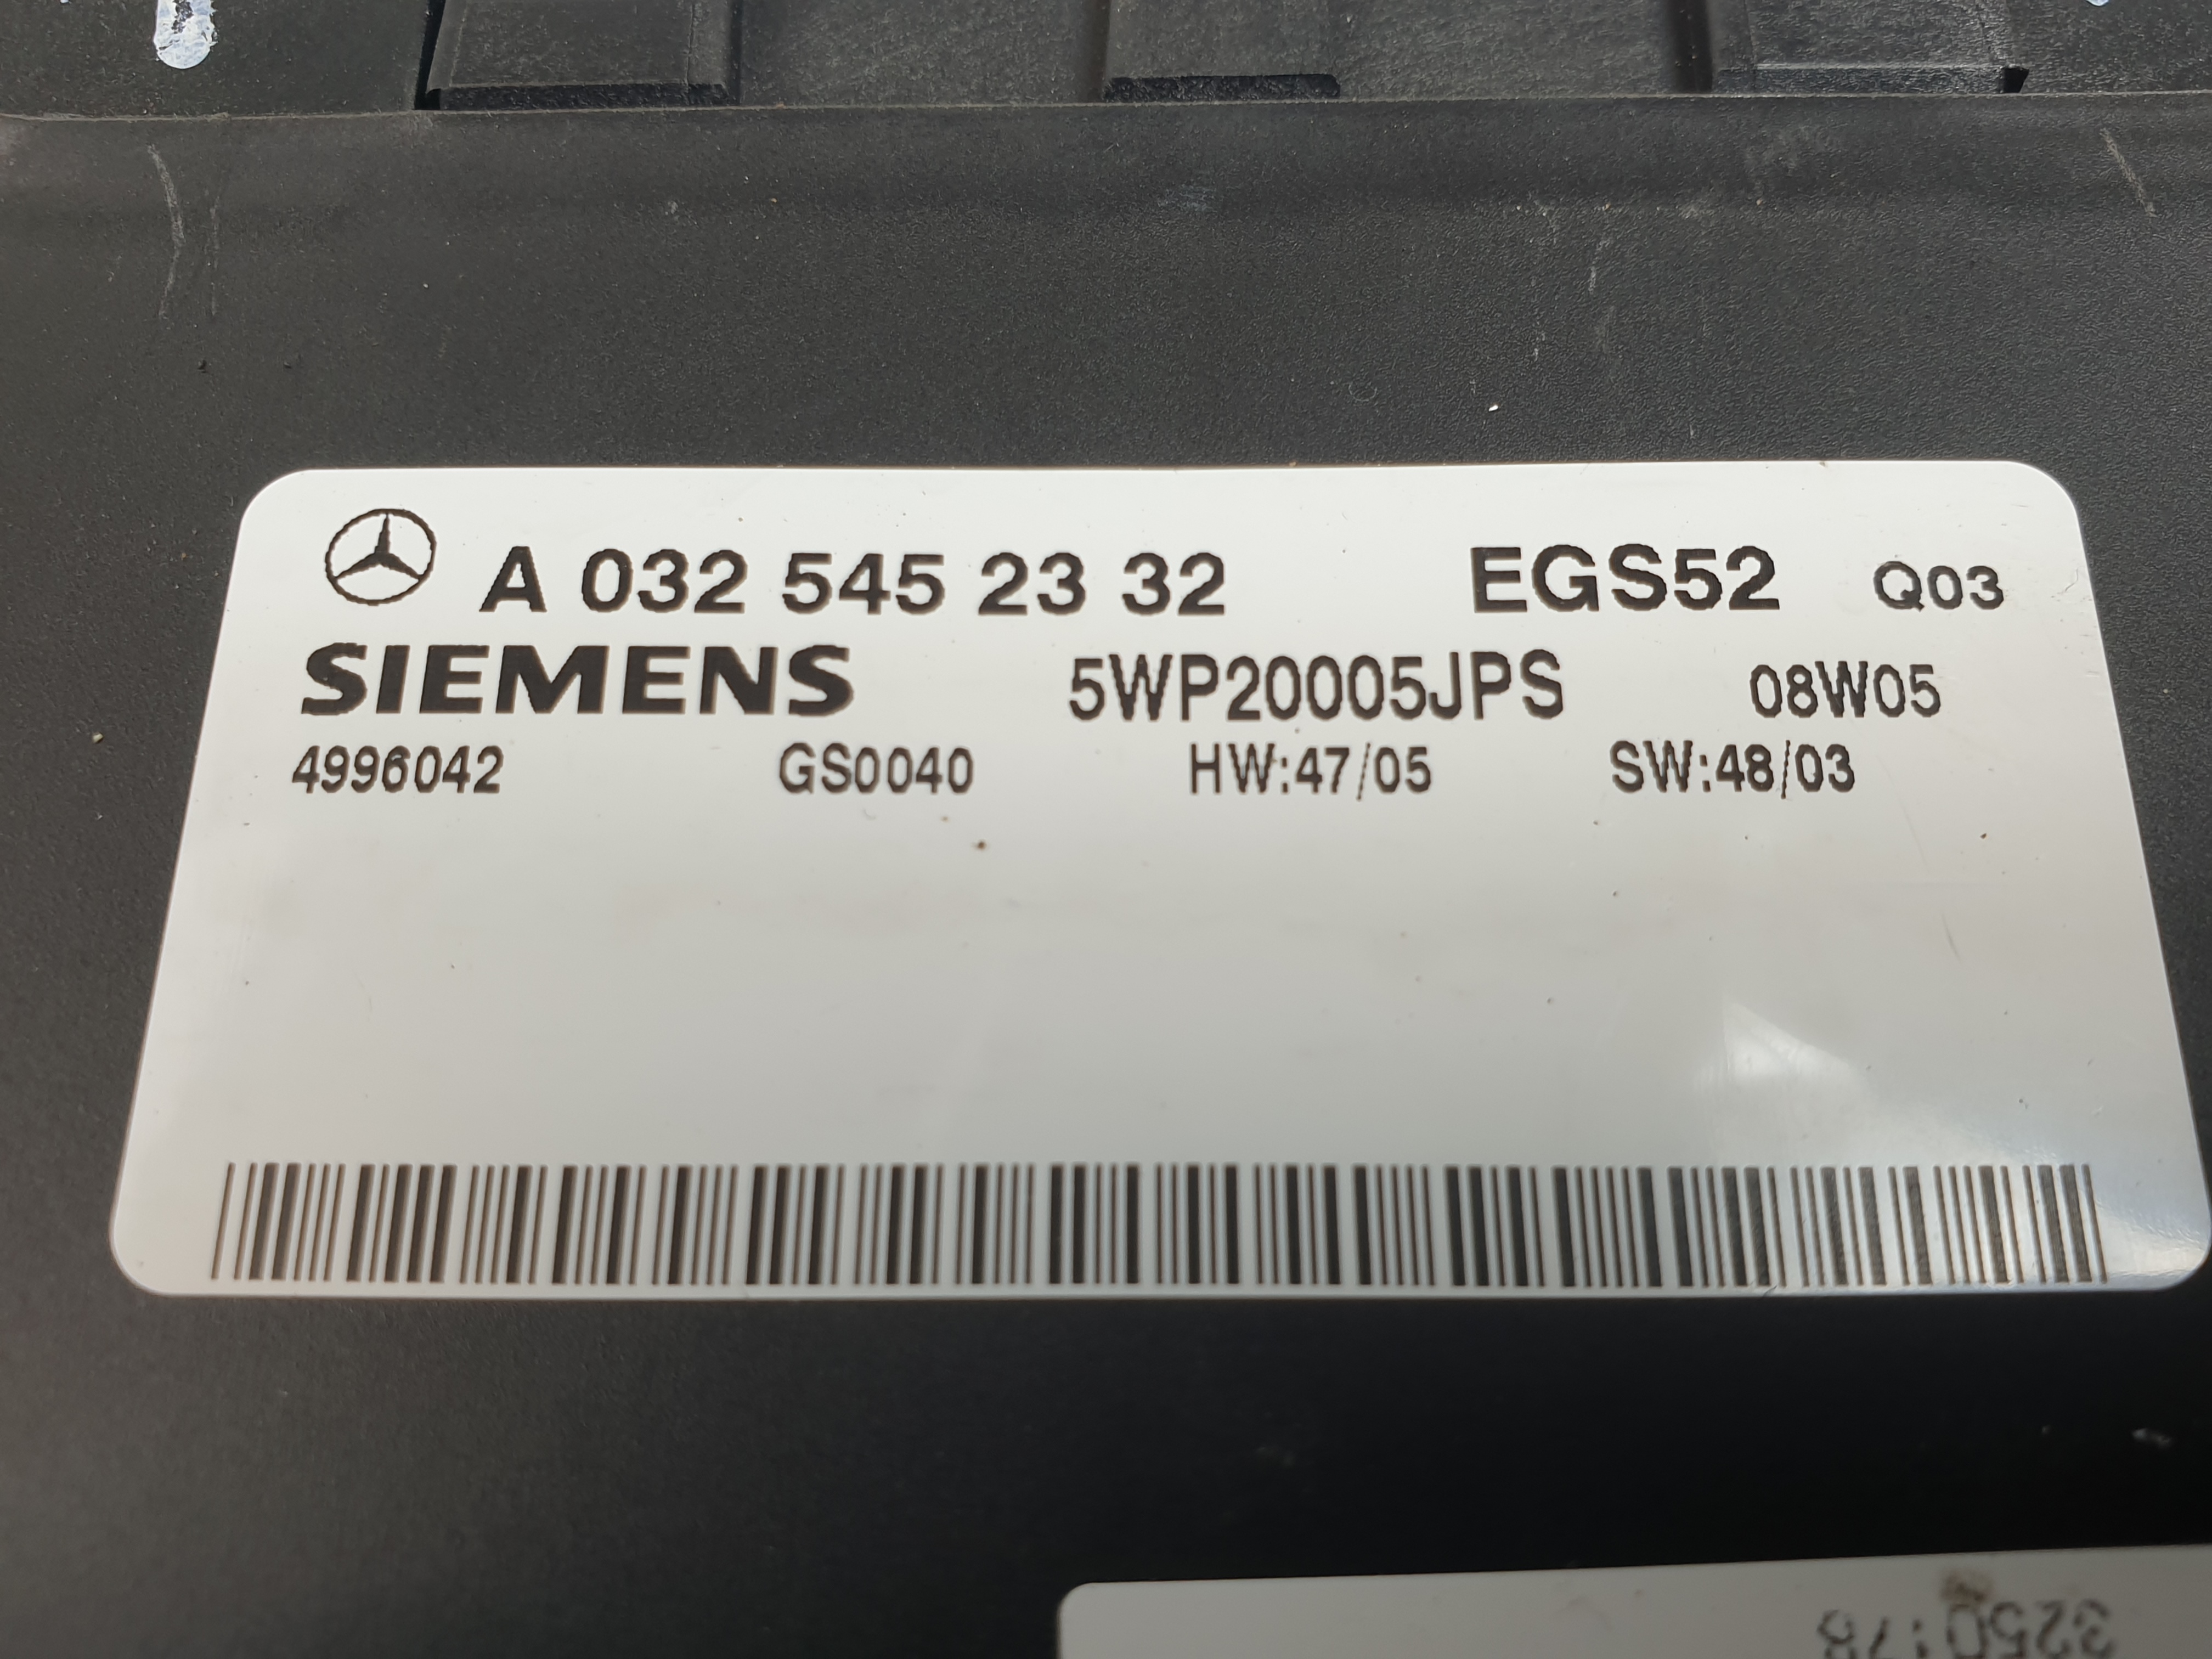 A 032 545 23 32 EGS52 Q03
SIEMENS 5WP20005JPS 08W05
4996042 GS0040 HW:47/05 SW:48/03